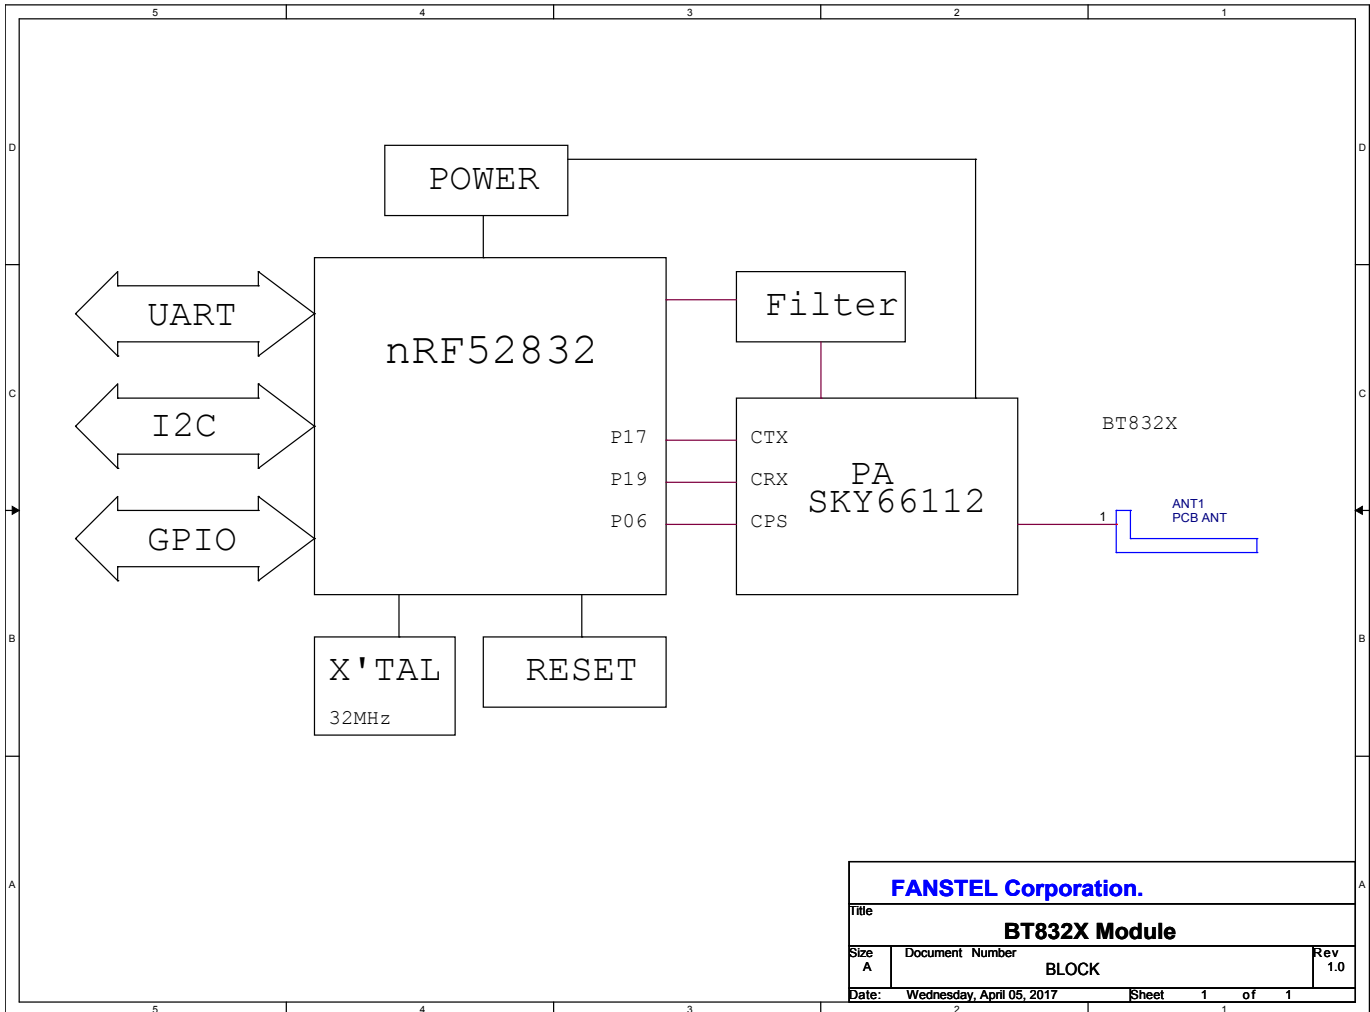 5 4 3 2 1
D D
POWER
UART
Filter
nRF52832
C C
I2C
BT832X
P17 CTX
PA
P19 CRX
SKY66112
ANT1
P06 CPS
1 PCB ANT
GPIO
B B
X'TAL
RESET
32MHz
A A
FANSTEL Corporation.
Title
BT832X Module
Size Document Number Rev
A BLOCK 1.0
Date: Wednesday, April 05, 2017 Sheet 1 of 1
5 4 3 2 1